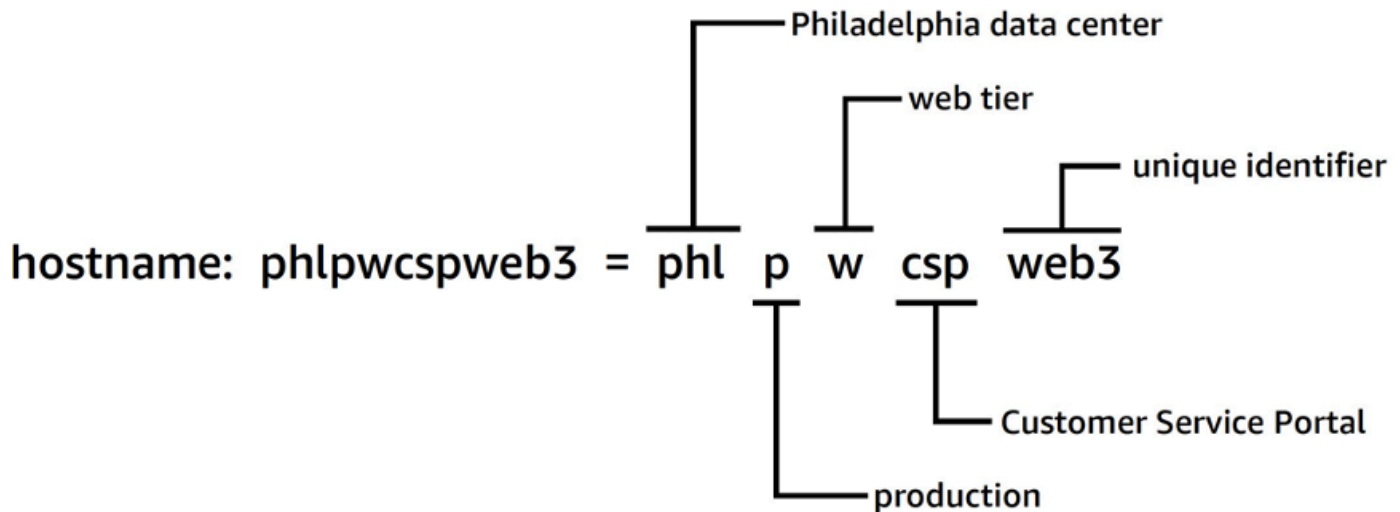 Philadelphia data center
web tier
unique identifier
hostname: phlpwcspweb3 = phl p w csp web3
Customer Service Portal
production